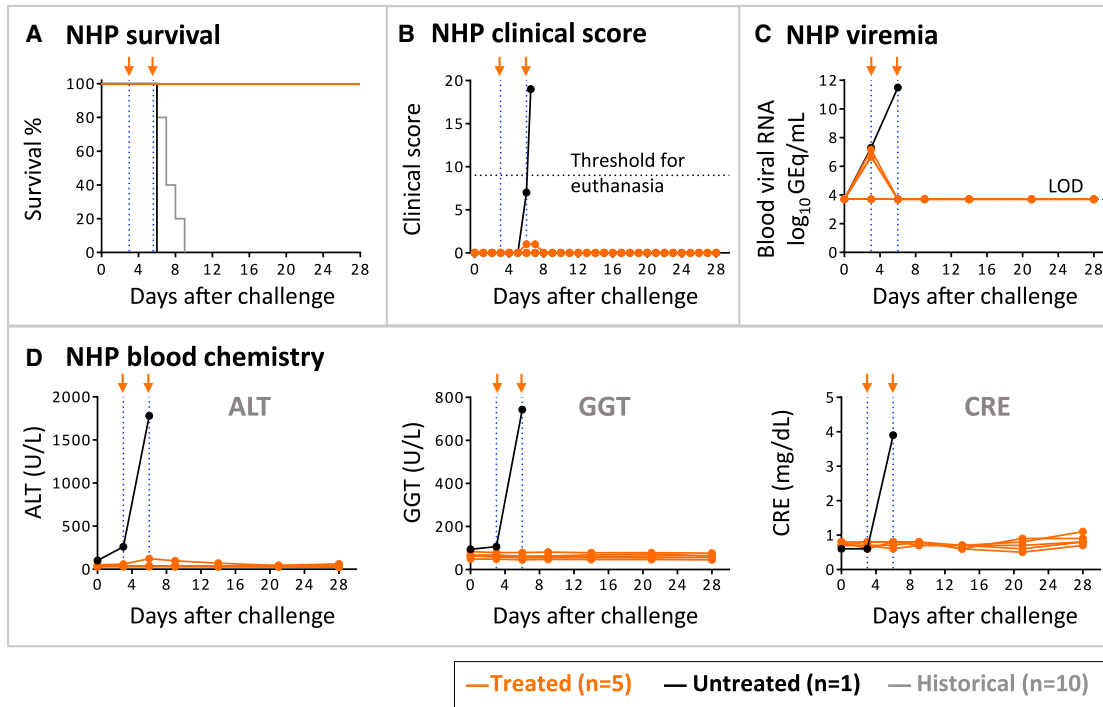 A NHP survival
100
80
60
40
20
0
Survival %
0 4 8 12 16 20 24 28
Days after challenge
B NHP clinical score
20
15
10
5
0
Clinical score
Threshold for
euthanasia
0 4 8 12 16 20 24 28
Days after challenge
C NHP viremia
12
10
8
6
4
2
0
Blood viral RNA
log10 GEq/mL
LOD
0 4 8 12 16 20 24 28
Days after challenge
D NHP blood chemistry
ALT
2000
1500
1000
500
0
ALT (U/L)
0 4 8 12 16 20 24 28
Days after challenge
GGT
800
600
400
200
0
GGT (U/L)
0 4 8 12 16 20 24 28
Days after challenge
CRE
5
4
3
2
1
0
CRE (mg/dL)
0 4 8 12 16 20 24 28
Days after challenge
Treated (n=5) Untreated (n=1) Historical (n=10)